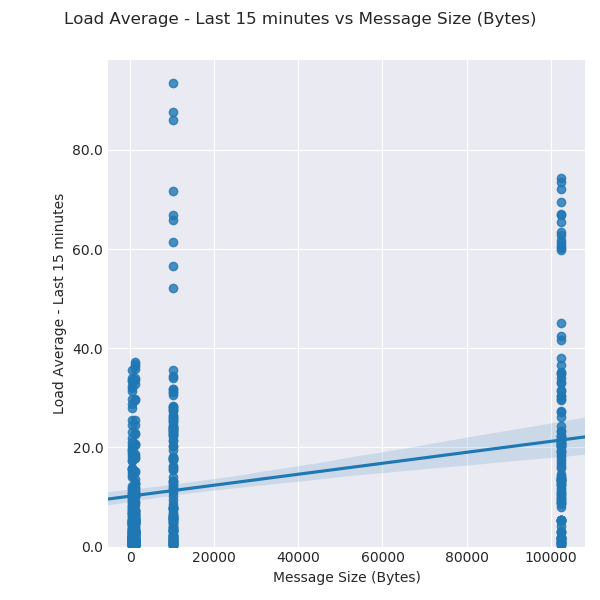 Load Average - Last 15 minutes vs Message Size (Bytes)
Load Average - Last 15 minutes
80.0
60.0
40.0
20.0
0.0
0 20000 40000 60000 80000 100000
Message Size (Bytes)